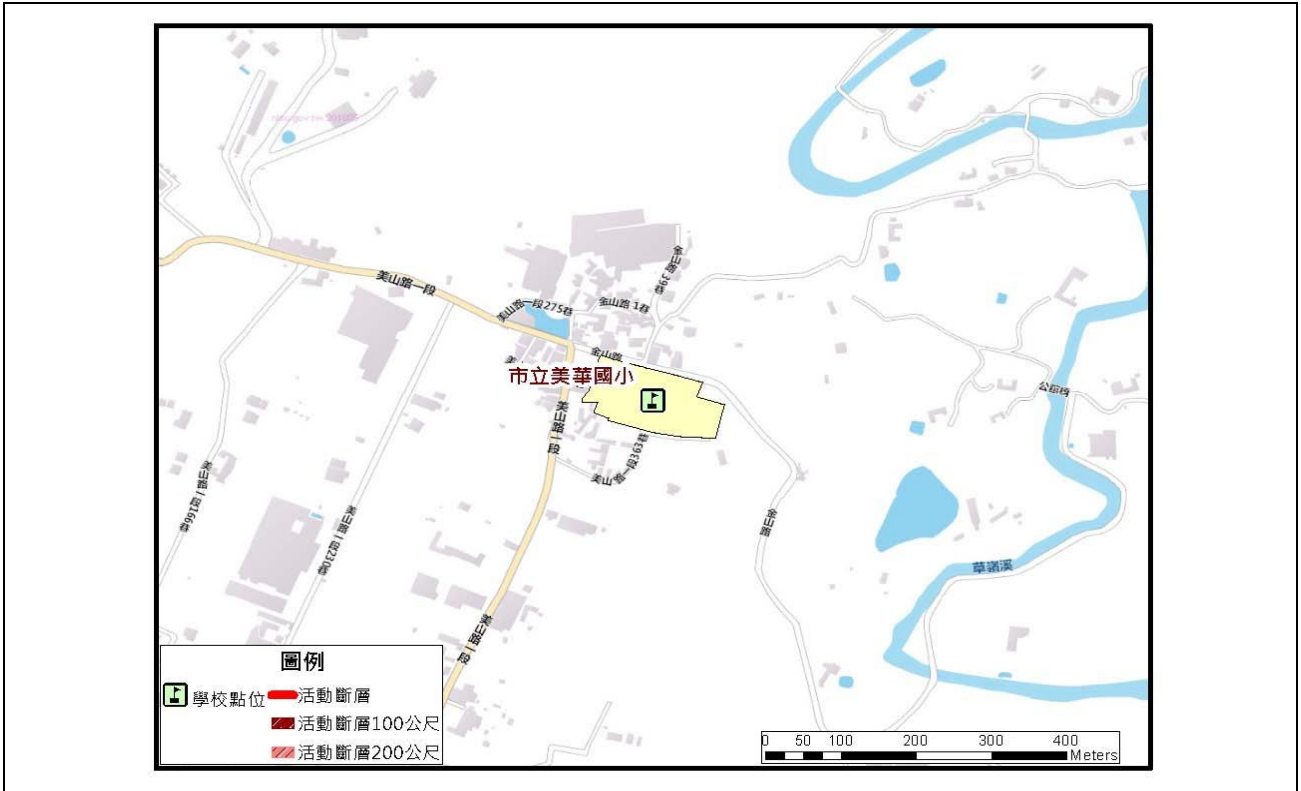 美山路一段
美山路一段275巷
金山路 1巷
金山路 39巷
金山路
市立美華國小
美山路一段
美山路一段363巷
公館橋
美山路一段166巷
美山路一段230巷
金山路
草嶺溪
美山路一段
圖例
學校點位
活動斷層
活動斷層100公尺
活動斷層200公尺
0 50 100 200 300 400
Meters